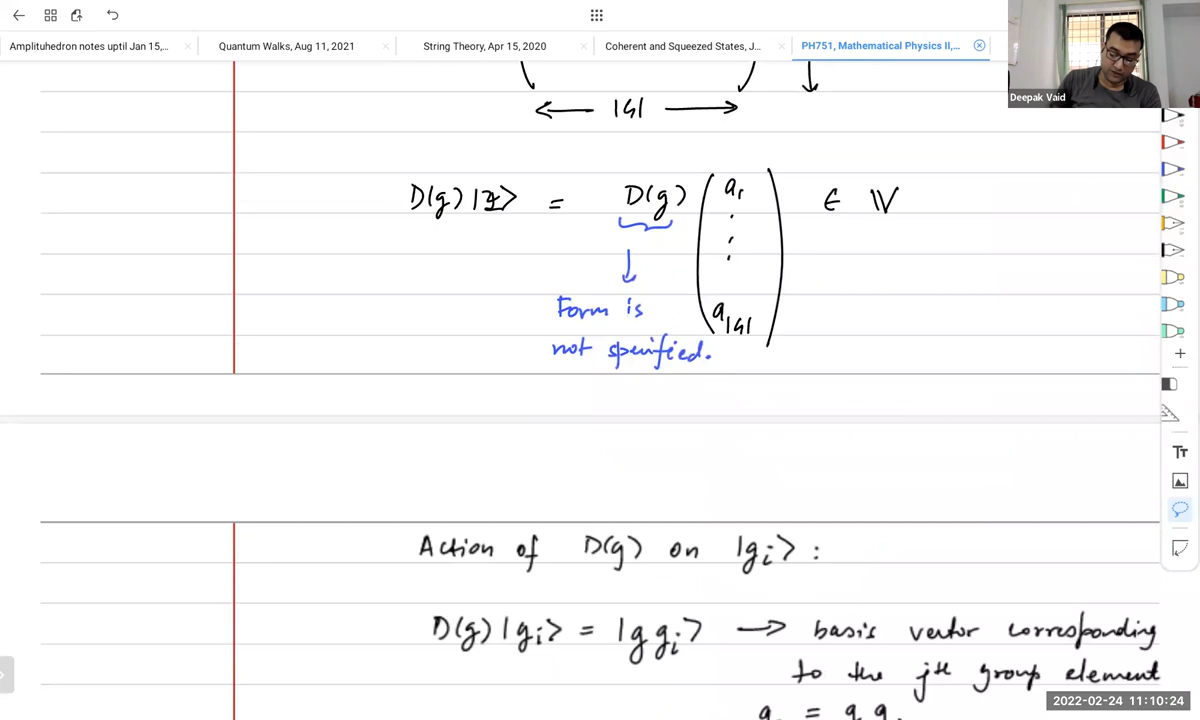 Amplituhedron notes uptil Jan 15,...
Quantum Walks, Aug 11, 2021
String Theory, Apr 15, 2020
Coherent and Squeezed States, J...
PH751, Mathematical Physics II,...
Deepak Vaid
|G|
D(g)|Ψ> = D(g) (a₁ ⋮ a|G|) ∈ 𝕍
Form is
not specified.
Action of D(g) on |gᵢ> :
D(g)|gᵢ> = |g gᵢ> → basis vector corresponding
to the jth group element
Tт
2022-02-24 11:10:24